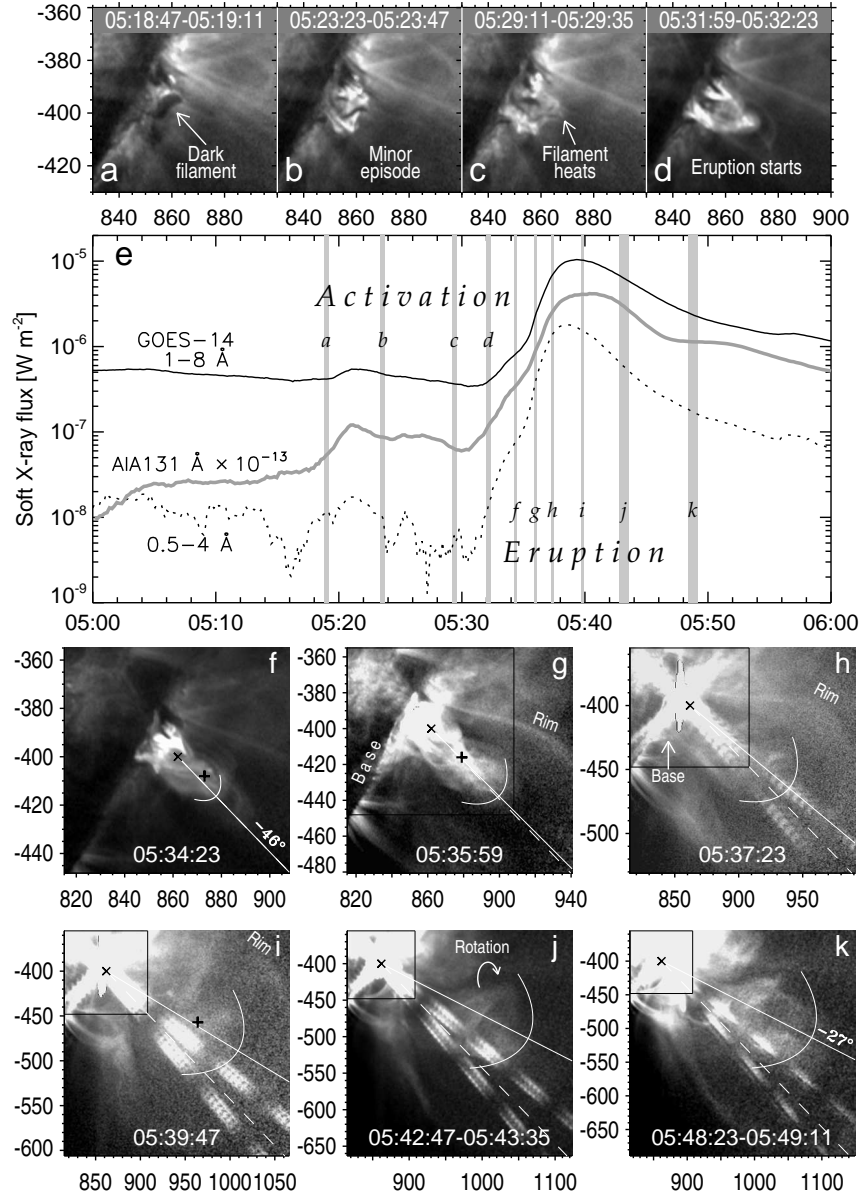 -360
-380
-400
-420
05:18:47-05:19:11
05:23:23-05:23:47
05:29:11-05:29:35
05:31:59-05:32:23
Dark
filament
Minor
episode
Filament
heats
Eruption starts
a
b
c
d
840 860 880
840 860 880
840 860 880
840 860 880 900
e
Soft X-ray flux [W m-2]
10-5
10-6
10-7
10-8
10-9
Activation
GOES-14
1-8 Å
a b c d
AIA131 Å × 10-13
0.5-4 Å
f g h i j k
Eruption
05:00 05:10 05:20 05:30 05:40 05:50 06:00
-360
-380
-400
-420
-440
f
-46°
05:34:23
820 840 860 880 900
-360
-380
-400
-420
-440
-460
-480
g
Rim
Base
05:35:59
820 860 900 940
-400
-450
-500
h
Rim
Base
05:37:23
850 900 950
-400
-450
-500
-550
-600
i
Rim
05:39:47
850 900 950 1000 1050
-400
-450
-500
-550
-600
-650
j
Rotation
05:42:47-05:43:35
900 1000 1100
-400
-450
-500
-550
-600
-650
k
-27°
05:48:23-05:49:11
900 1000 1100